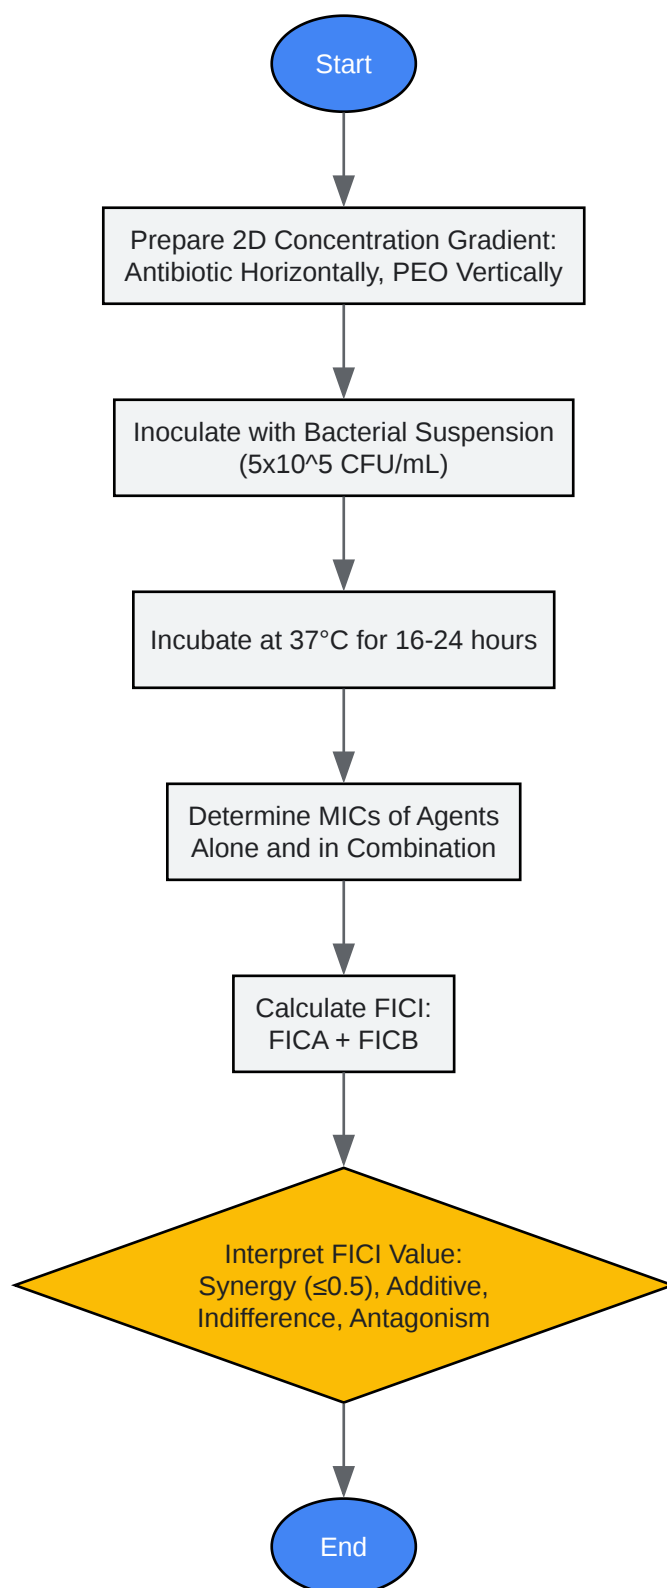 Start
Prepare 2D Concentration Gradient:
Antibiotic Horizontally, PEO Vertically
Inoculate with Bacterial Suspension
(5x10^5 CFU/mL)
Incubate at 37°C for 16-24 hours
Determine MICs of Agents
Alone and in Combination
Calculate FICI:
FICA + FICB
Interpret FICI Value:
Synergy (≤0.5), Additive,
Indifference, Antagonism
End